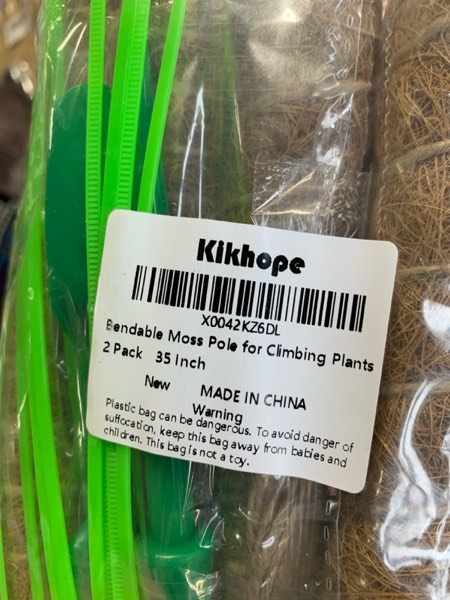 Kikhope
X0042KZ6DL
Bendable Moss Pole for Climbing Plants
2 Pack 35 Inch
New MADE IN CHINA
Warning
Plastic bag can be dangerous. To avoid danger of
suffocation, keep this bag away from babies and
children. This bag is not a toy.